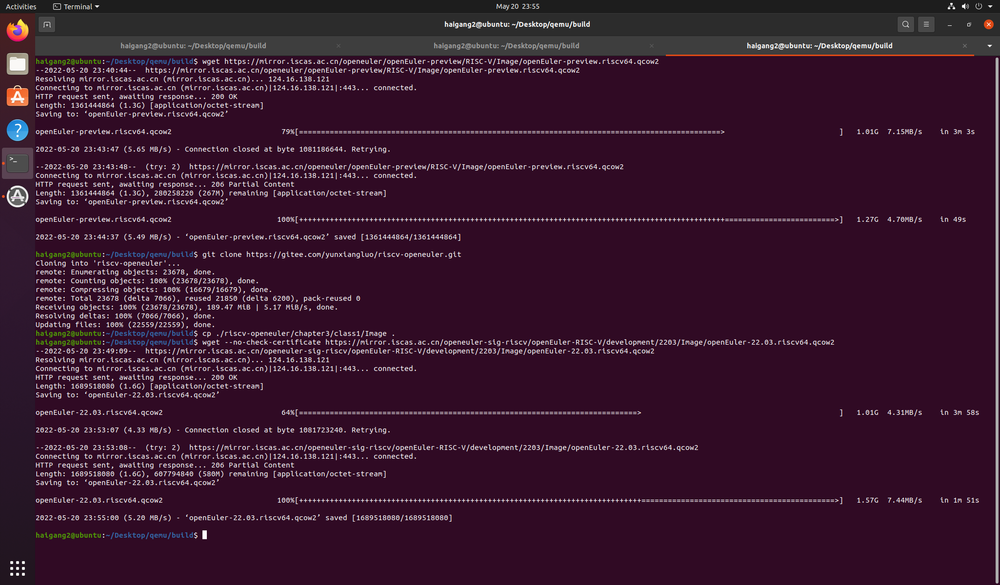 Activities Terminal May 20 23:55
haigang2@ubuntu: ~/Desktop/qemu/build
haigang2@ubuntu: ~/Desktop/qemu/build haigang2@ubuntu: ~/Desktop/qemu/build haigang2@ubuntu: ~/Desktop/qemu/build
haigang2@ubuntu:~/Desktop/qemu/build$ wget https://mirror.iscas.ac.cn/openeuler/openEuler-preview/RISC-V/Image/openEuler-preview.riscv64.qcow2
--2022-05-20 23:40:44--  https://mirror.iscas.ac.cn/openeuler/openEuler-preview/RISC-V/Image/openEuler-preview.riscv64.qcow2
Resolving mirror.iscas.ac.cn (mirror.iscas.ac.cn)... 124.16.138.121
Connecting to mirror.iscas.ac.cn (mirror.iscas.ac.cn)|124.16.138.121|:443... connected.
HTTP request sent, awaiting response... 200 OK
Length: 1361444864 (1.3G) [application/octet-stream]
Saving to: ‘openEuler-preview.riscv64.qcow2’
openEuler-preview.riscv64.qcow2 79%[================================================================================================> ] 1.01G 7.15MB/s in 3m 3s
2022-05-20 23:43:47 (5.65 MB/s) - Connection closed at byte 1081186644. Retrying.
--2022-05-20 23:43:48--  (try: 2)  https://mirror.iscas.ac.cn/openeuler/openEuler-preview/RISC-V/Image/openEuler-preview.riscv64.qcow2
Connecting to mirror.iscas.ac.cn (mirror.iscas.ac.cn)|124.16.138.121|:443... connected.
HTTP request sent, awaiting response... 206 Partial Content
Length: 1361444864 (1.3G), 280258220 (267M) remaining [application/octet-stream]
Saving to: ‘openEuler-preview.riscv64.qcow2’
openEuler-preview.riscv64.qcow2 100%[+++++++++++++++++++++++++++++++++++++++++++++++++++++++++++++++++++++++++++++++++++++++++++++++++=========================>] 1.27G 4.70MB/s in 49s
2022-05-20 23:44:37 (5.49 MB/s) - ‘openEuler-preview.riscv64.qcow2’ saved [1361444864/1361444864]
haigang2@ubuntu:~/Desktop/qemu/build$ git clone https://gitee.com/yunxiangluo/riscv-openeuler.git
Cloning into 'riscv-openeuler'...
remote: Enumerating objects: 23678, done.
remote: Counting objects: 100% (23678/23678), done.
remote: Compressing objects: 100% (16679/16679), done.
remote: Total 23678 (delta 7066), reused 21850 (delta 6200), pack-reused 0
Receiving objects: 100% (23678/23678), 189.47 MiB | 5.17 MiB/s, done.
Resolving deltas: 100% (7066/7066), done.
Updating files: 100% (22559/22559), done.
haigang2@ubuntu:~/Desktop/qemu/build$ cp ./riscv-openeuler/chapter3/class1/Image .
haigang2@ubuntu:~/Desktop/qemu/build$ wget --no-check-certificate https://mirror.iscas.ac.cn/openeuler-sig-riscv/openEuler-RISC-V/development/2203/Image/openEuler-22.03.riscv64.qcow2
--2022-05-20 23:49:09--  https://mirror.iscas.ac.cn/openeuler-sig-riscv/openEuler-RISC-V/development/2203/Image/openEuler-22.03.riscv64.qcow2
Resolving mirror.iscas.ac.cn (mirror.iscas.ac.cn)... 124.16.138.121
Connecting to mirror.iscas.ac.cn (mirror.iscas.ac.cn)|124.16.138.121|:443... connected.
HTTP request sent, awaiting response... 200 OK
Length: 1689518080 (1.6G) [application/octet-stream]
Saving to: ‘openEuler-22.03.riscv64.qcow2’
openEuler-22.03.riscv64.qcow2 64%[=============================================================================> ] 1.01G 4.31MB/s in 3m 58s
2022-05-20 23:53:07 (4.33 MB/s) - Connection closed at byte 1081723240. Retrying.
--2022-05-20 23:53:08--  (try: 2)  https://mirror.iscas.ac.cn/openeuler-sig-riscv/openEuler-RISC-V/development/2203/Image/openEuler-22.03.riscv64.qcow2
Connecting to mirror.iscas.ac.cn (mirror.iscas.ac.cn)|124.16.138.121|:443... connected.
HTTP request sent, awaiting response... 206 Partial Content
Length: 1689518080 (1.6G), 607794840 (580M) remaining [application/octet-stream]
Saving to: ‘openEuler-22.03.riscv64.qcow2’
openEuler-22.03.riscv64.qcow2 100%[++++++++++++++++++++++++++++++++++++++++++++++++++++++++++++++++++++++++++++++============================================>] 1.57G 7.44MB/s in 1m 51s
2022-05-20 23:55:00 (5.20 MB/s) - ‘openEuler-22.03.riscv64.qcow2’ saved [1689518080/1689518080]
haigang2@ubuntu:~/Desktop/qemu/build$